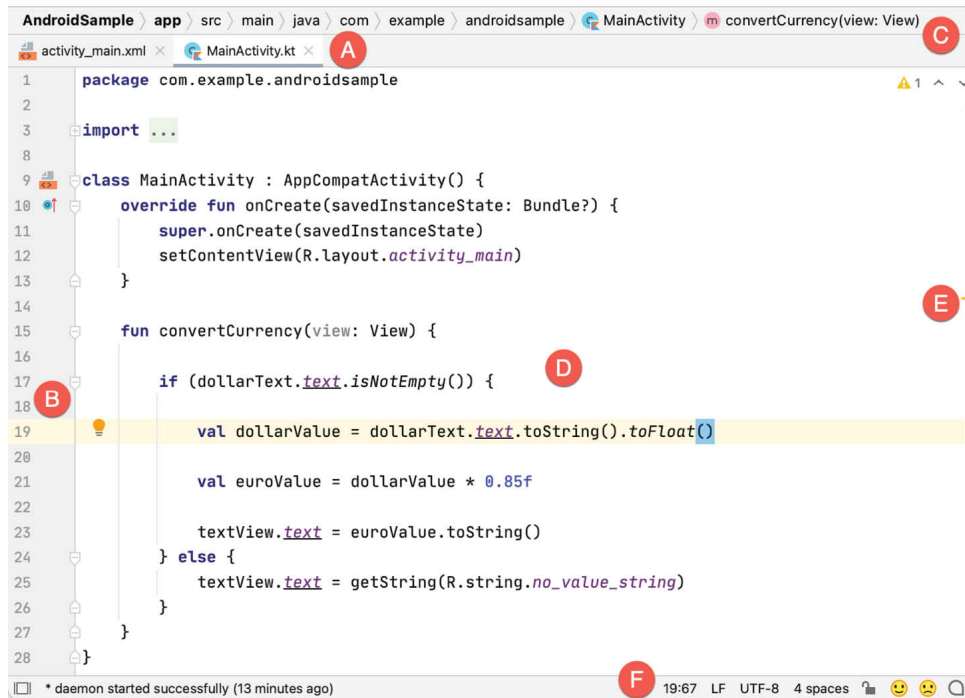 AndroidSample 〉 app 〉 src 〉 main 〉 java 〉 com 〉 example 〉 androidsample 〉 MainActivity 〉 m convertCurrency(view: View)
C
activity_main.xml × MainActivity.kt × A
1 package com.example.androidsample 1
2
3 import ...
8
9 class MainActivity : AppCompatActivity() {
10 override fun onCreate(savedInstanceState: Bundle?) {
11 super.onCreate(savedInstanceState)
12 setContentView(R.layout.activity_main)
13 }
14
E
15 fun convertCurrency(view: View) {
16
D
17 if (dollarText.text.isNotEmpty()) {
B
18
19 val dollarValue = dollarText.text.toString().toFloat()
20
21 val euroValue = dollarValue * 0.85f
22
23 textView.text = euroValue.toString()
24 } else {
25 textView.text = getString(R.string.no_value_string)
26 }
27 }
28 }
* daemon started successfully (13 minutes ago) F 19:67 LF UTF-8 4 spaces